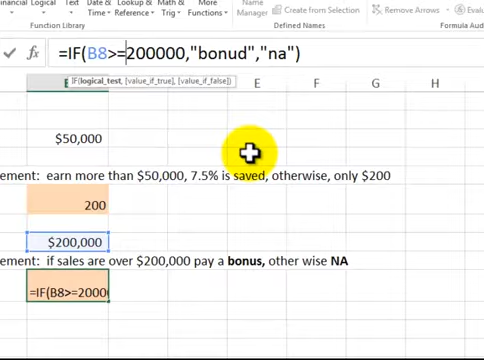 inancial Logical Text Date & Lookup & Math & More
Time Reference Trig Functions
Function Library
Name
Manager
Create from Selection
Defined Names
Remove Arrows
Formula Aud
fx =IF(B8>=200000,"bonud","na")
IF(logical_test, [value_if_true], [value_if_false])
E F G H
$50,000
ement: earn more than $50,000, 7.5% is saved, otherwise, only $200
200
$200,000
ement: if sales are over $200,000 pay a bonus, other wise NA
=IF(B8>=2000